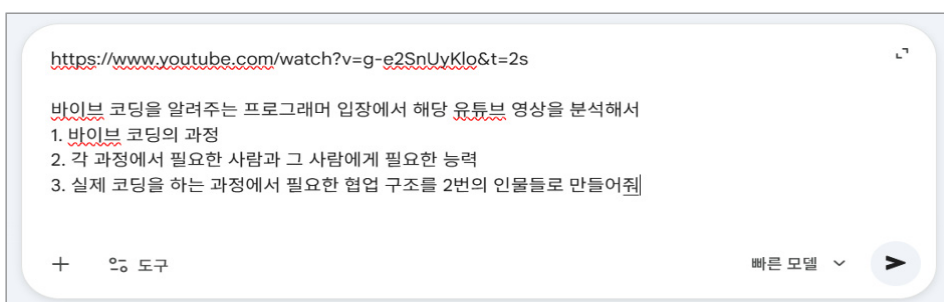 https://www.youtube.com/watch?v=g-e2SnUyKlo&t=2s
바이브 코딩을 알려주는 프로그래머 입장에서 해당 유튜브 영상을 분석해서
1. 바이브 코딩의 과정
2. 각 과정에서 필요한 사람과 그 사람에게 필요한 능력
3. 실제 코딩을 하는 과정에서 필요한 협업 구조를 2번의 인물들로 만들어줘
도구
빠른 모델